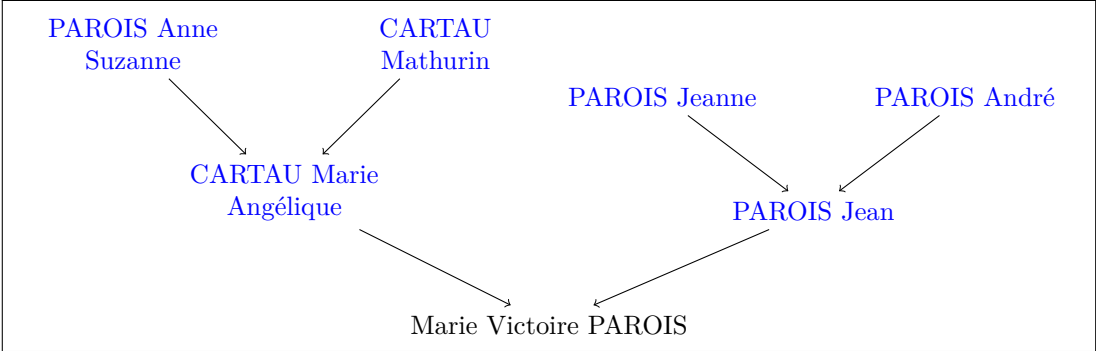 PAROIS Anne
Suzanne
CARTAU
Mathurin
PAROIS Jeanne
PAROIS André
CARTAU Marie
Angélique
PAROIS Jean
Marie Victoire PAROIS